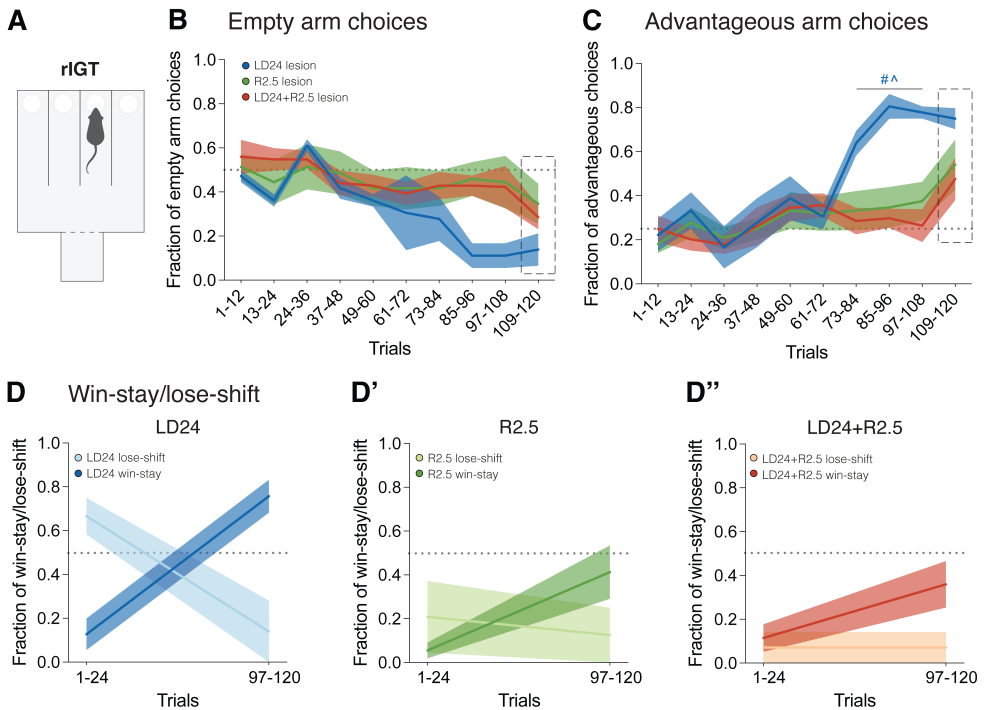 A
rIGT
B
Empty arm choices
Fraction of empty arm choices
1.0
0.8
0.6
0.4
0.2
0.0
LD24 lesion
R2.5 lesion
LD24+R2.5 lesion
1-12
13-24
24-36
37-48
49-60
61-72
73-84
85-96
97-108
109-120
Trials
C
Advantageous arm choices
Fraction of advantageous choices
1.0
0.8
0.6
0.4
0.2
0.0
#^
1-12
13-24
24-36
37-48
49-60
61-72
73-84
85-96
97-108
109-120
Trials
D
Win-stay/lose-shift
LD24
Fraction of win-stay/lose-shift
1.0
0.8
0.6
0.4
0.2
0.0
LD24 lose-shift
LD24 win-stay
1-24
97-120
Trials
D’
R2.5
Fraction of win-stay/lose-shift
1.0
0.8
0.6
0.4
0.2
0.0
R2.5 lose-shift
R2.5 win-stay
1-24
97-120
Trials
D”
LD24+R2.5
Fraction of win-stay/lose-shift
1.0
0.8
0.6
0.4
0.2
0.0
LD24+R2.5 lose-shift
LD24+R2.5 win-stay
1-24
97-120
Trials